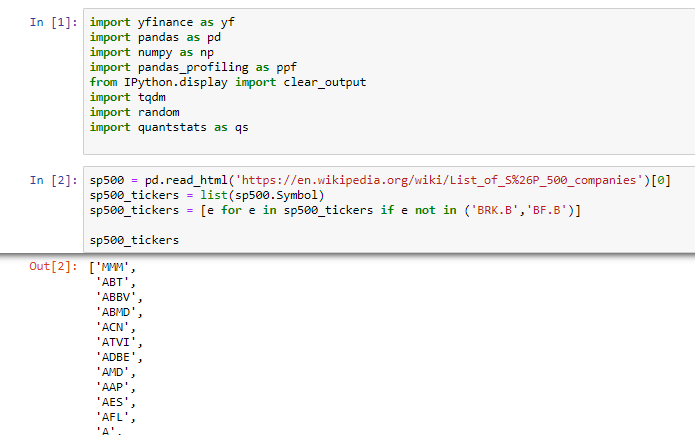 In [1]: import yfinance as yf
import pandas as pd
import numpy as np
import pandas_profiling as ppf
from IPython.display import clear_output
import tqdm
import random
import quantstats as qs
In [2]: sp500 = pd.read_html('https://en.wikipedia.org/wiki/List_of_S%26P_500_companies')[0]
sp500_tickers = list(sp500.Symbol)
sp500_tickers = [e for e in sp500_tickers if e not in ('BRK.B','BF.B')]
sp500_tickers
Out[2]: ['MMM',
'ABT',
'ABBV',
'ABMD',
'ACN',
'ATVI',
'ADBE',
'AMD',
'AAP',
'AES',
'AFL',
'A',